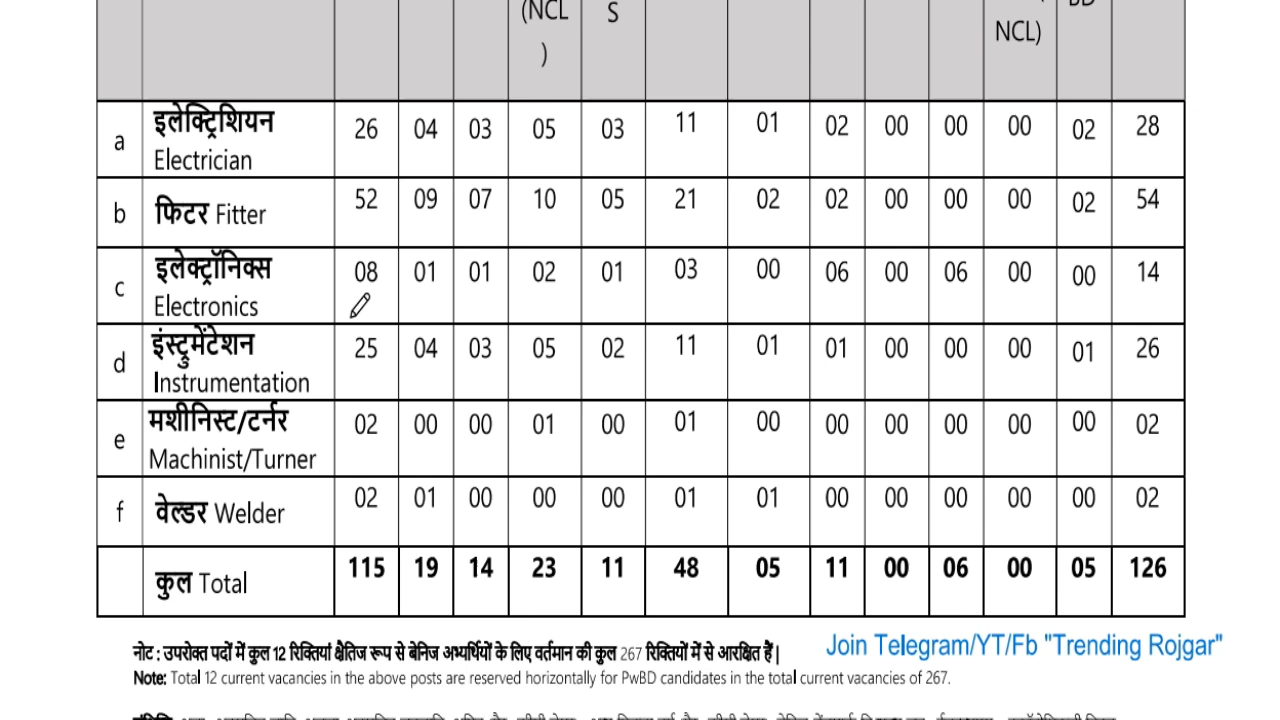 (NCL S NCL)
)
a इलेक्ट्रिशियन Electrician 26 04 03 05 03 11 01 02 00 00 00 02 28
b फिटर Fitter 52 09 07 10 05 21 02 02 00 00 00 02 54
c इलेक्ट्रॉनिक्स Electronics 08 01 01 02 01 03 00 06 00 06 00 00 14
d इंस्ट्रुमेंटेशन Instrumentation 25 04 03 05 02 11 01 01 00 00 00 01 26
e मशीनिस्ट/टर्नर Machinist/Turner 02 00 00 01 00 01 00 00 00 00 00 00 02
f वेल्डर Welder 02 01 00 00 00 01 01 00 00 00 00 00 02
कुल Total 115 19 14 23 11 48 05 11 00 06 00 05 126
नोट : उपरोक्त पदों में कुल 12 रिक्तियां क्षैतिज रूप से बेनिज अभ्यर्थियों के लिए वर्तमान की कुल 267 रिक्तियों में से आरक्षित हैं |
Join Telegram/YT/Fb "Trending Rojgar"
Note: Total 12 current vacancies in the above posts are reserved horizontally for PwBD candidates in the total current vacancies of 267.